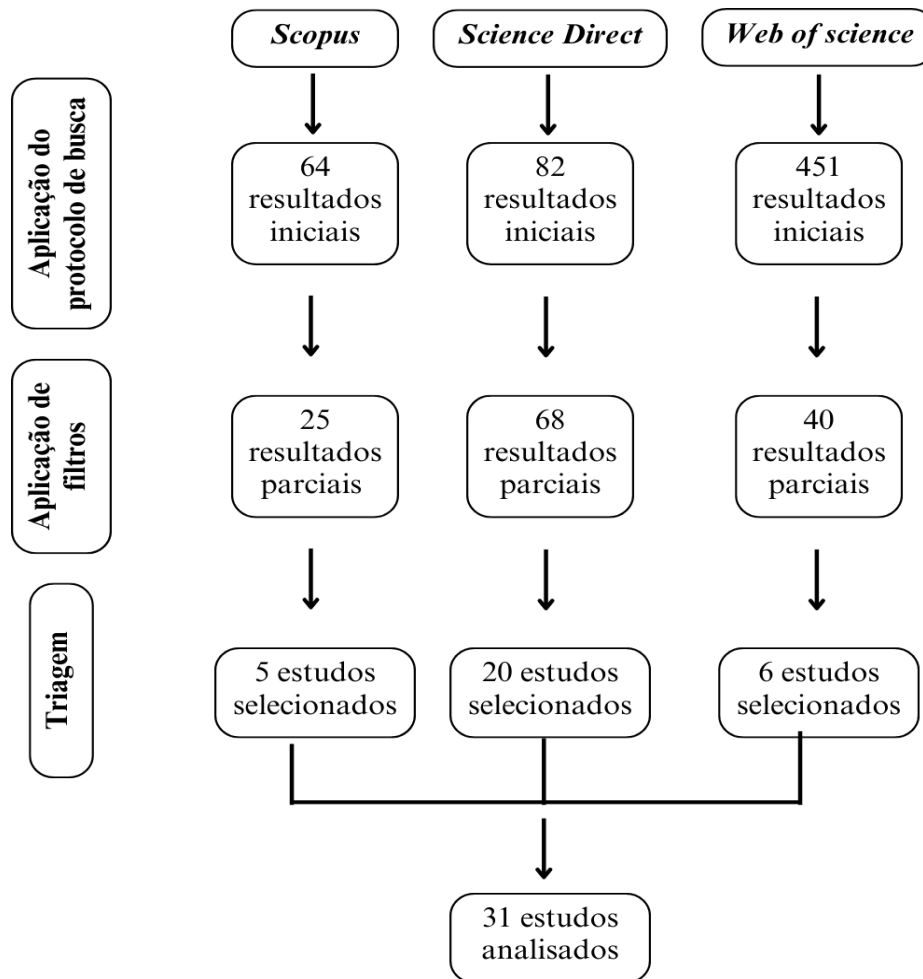 Scopus
Science Direct
Web of science
Aplicação do
protocolo de busca
64
resultados
iniciais
82
resultados
iniciais
451
resultados
iniciais
Aplicação de
filtros
25
resultados
parciais
68
resultados
parciais
40
resultados
parciais
Triagem
5 estudos
selecionados
20 estudos
selecionados
6 estudos
selecionados
31 estudos
analisados